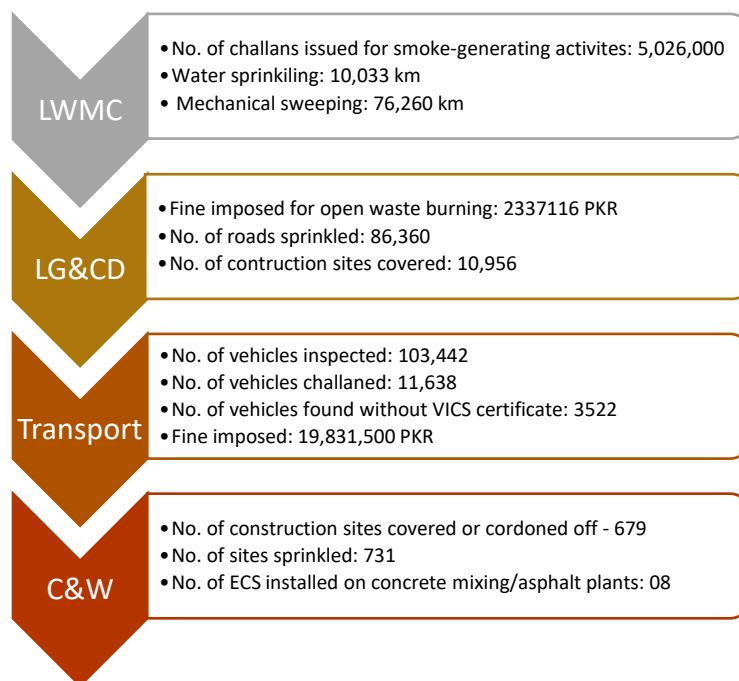 LWMC
• No. of challans issued for smoke-generating activites: 5,026,000
• Water sprinkiling: 10,033 km
• Mechanical sweeping: 76,260 km
LG&CD
• Fine imposed for open waste burning: 2337116 PKR
• No. of roads sprinkled: 86,360
• No. of contruction sites covered: 10,956
Transport
• No. of vehicles inspected: 103,442
• No. of vehicles challaned: 11,638
• No. of vehicles found without VICS certificate: 3522
• Fine imposed: 19,831,500 PKR
C&W
• No. of construction sites covered or cordoned off - 679
• No. of sites sprinkled: 731
• No. of ECS installed on concrete mixing/asphalt plants: 08